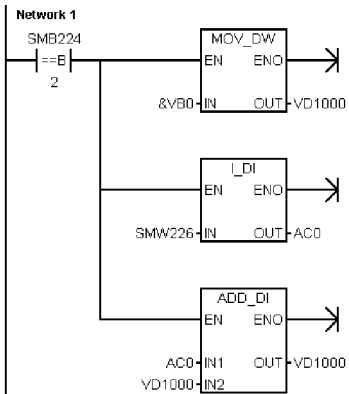 Network 1
SMB224
==B
2
MOV_DW
EN ENO
&VB0 IN OUT VD1000
I_DI
EN ENO
SMW226 IN OUT AC0
ADD_DI
EN ENO
AC0 IN1 OUT VD1000
VD1000 IN2